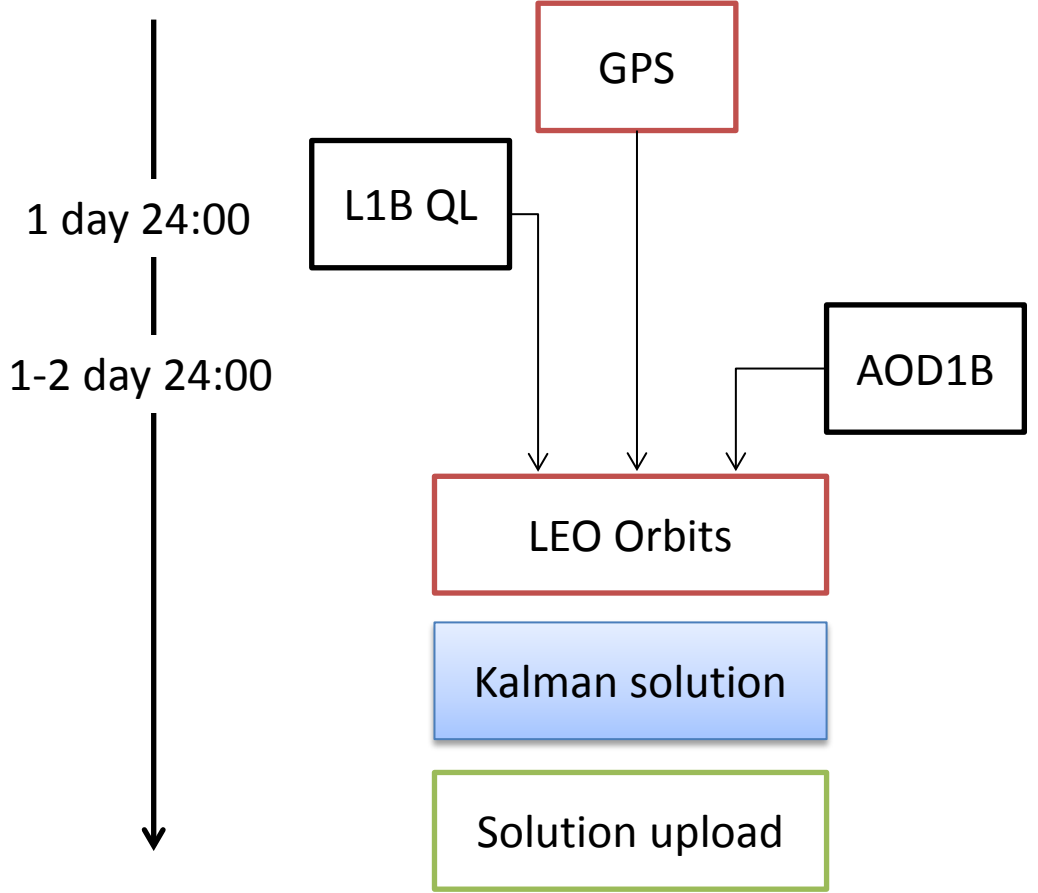 GPS
L1B QL
1 day 24:00
1-2 day 24:00
AOD1B
LEO Orbits
Kalman solution
Solution upload